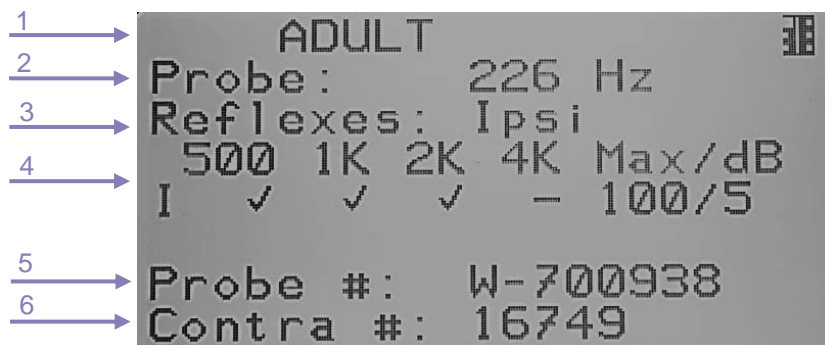 1 ADULT
2 Probe: 226 Hz
3 Reflexes: Ipsi
500 1K 2K 4K Max/dB
4
I ✓ ✓ ✓ – 100/5
5 Probe #: W-700938
6 Contra #: 16749